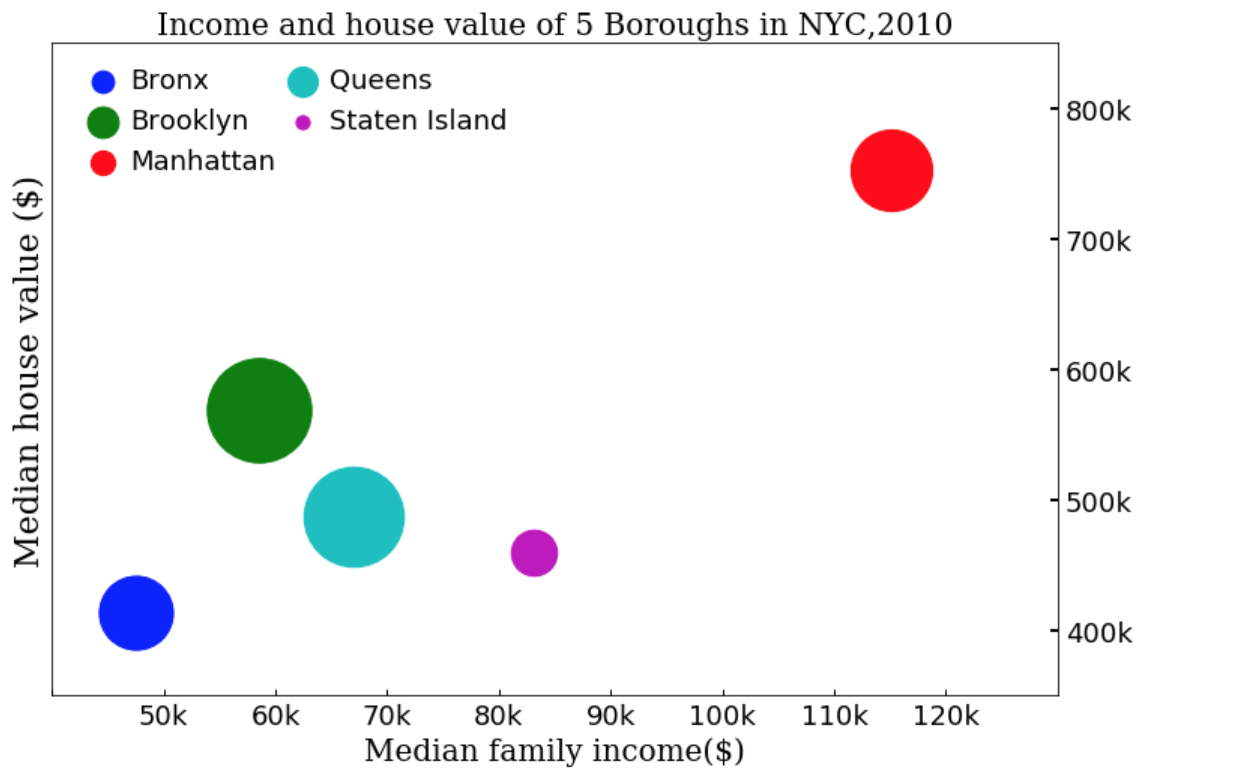 Income and house value of 5 Boroughs in NYC,2010
Bronx
Brooklyn
Manhattan
Queens
Staten Island
Median house value ($)
800k
700k
600k
500k
400k
50k 60k 70k 80k 90k 100k 110k 120k
Median family income($)